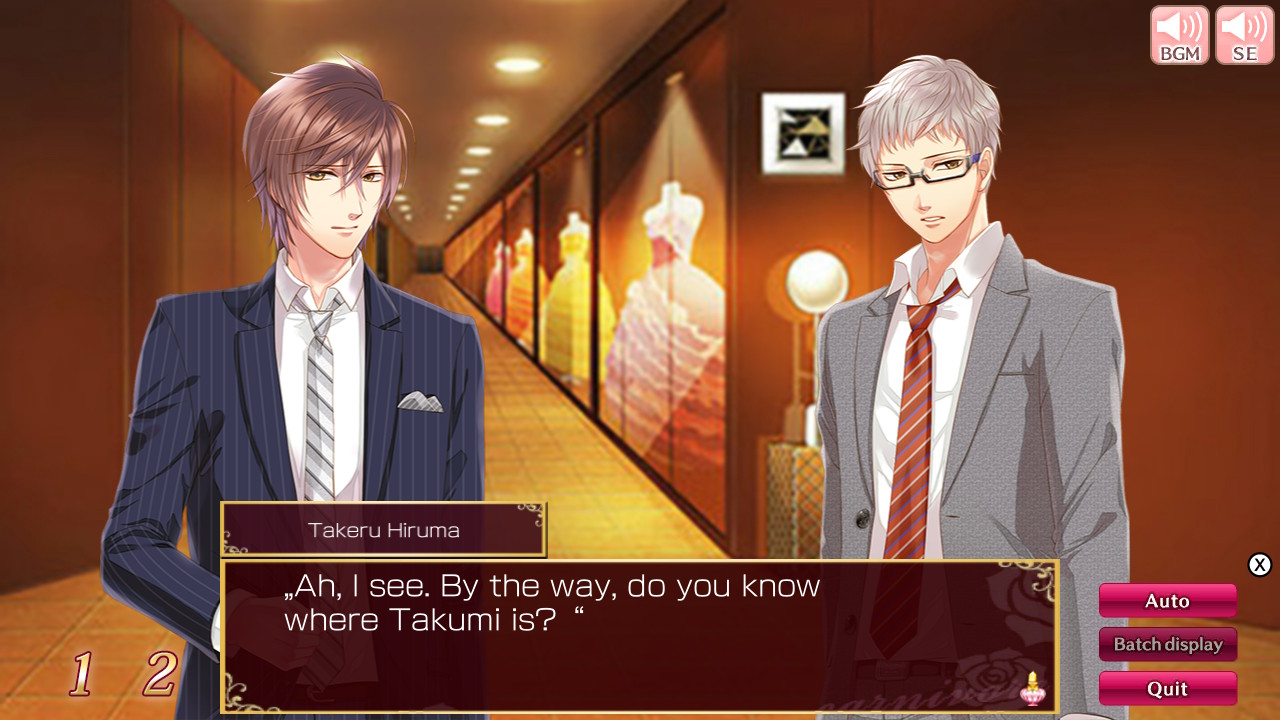 BGM
SE
Takeru Hiruma
„Ah, I see. By the way, do you know
where Takumi is? “
X
Auto
Batch display
Quit
1 2